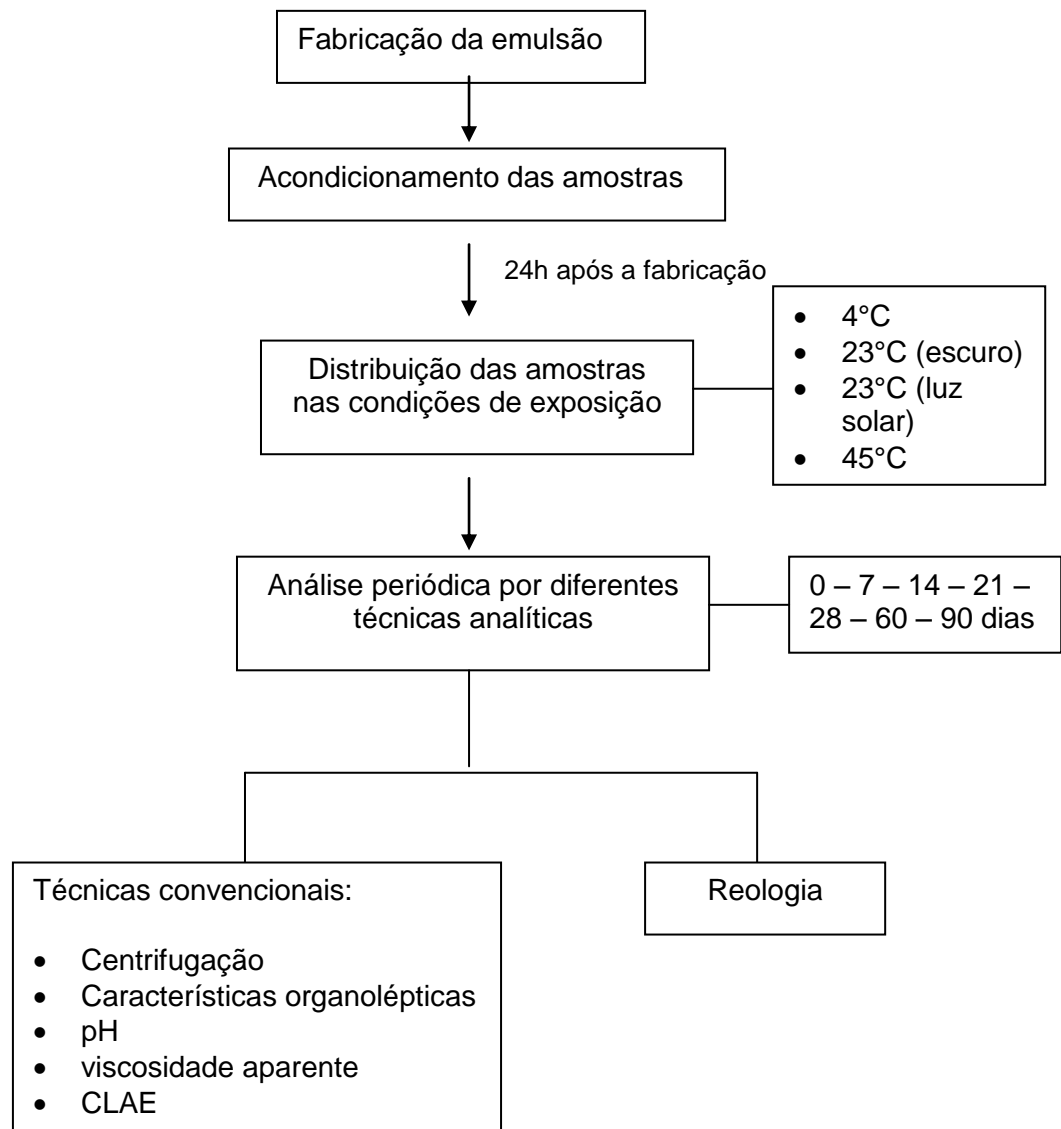 Fabricação da emulsão
Acondicionamento das amostras
24h após a fabricação
• 4°C
• 23°C (escuro)
• 23°C (luz
solar)
• 45°C
Distribuição das amostras
nas condições de exposição
Análise periódica por diferentes
técnicas analíticas
0 – 7 – 14 – 21 –
28 – 60 – 90 dias
Técnicas convencionais:
• Centrifugação
• Características organolépticas
• pH
• viscosidade aparente
• CLAE
Reologia